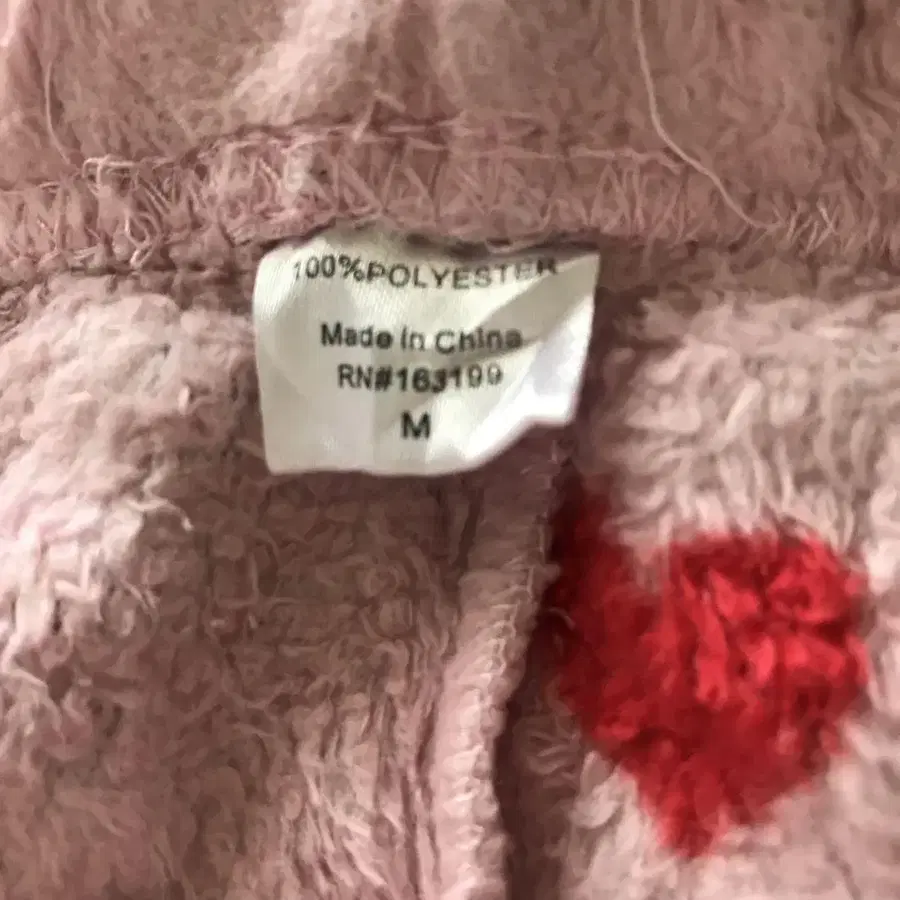 100%POLYESTER
Made in China
RN#163199
M